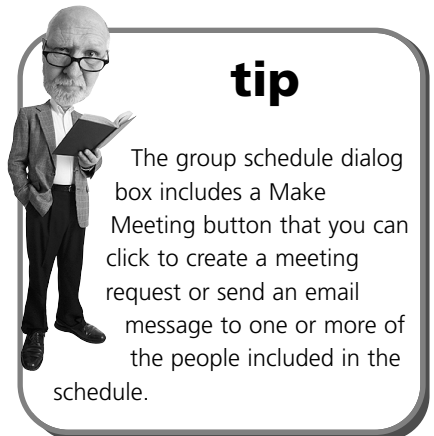 tip
The group schedule dialog
box includes a Make
Meeting button that you can
click to create a meeting
request or send an email
message to one or more of
the people included in the
schedule.